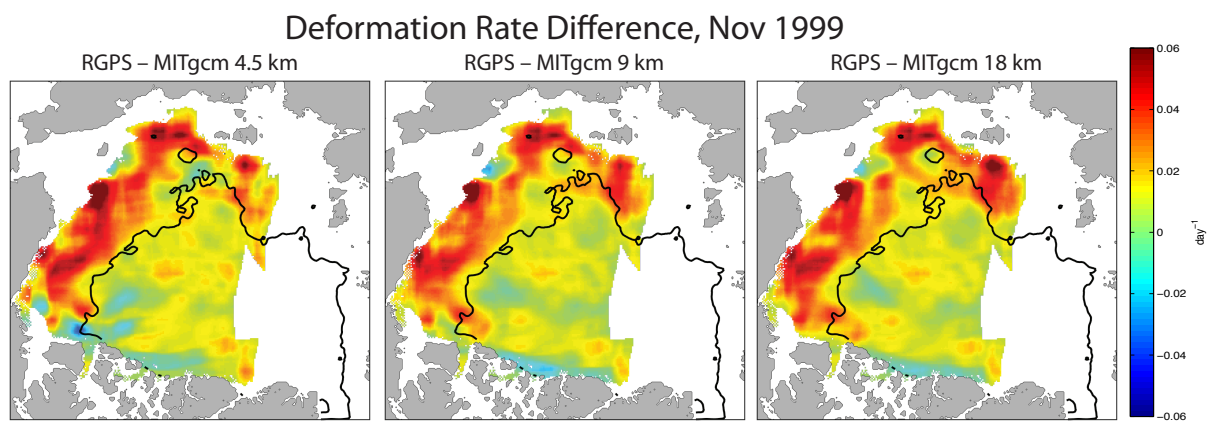 Deformation Rate Difference, Nov 1999
RGPS – MITgcm 4.5 km
RGPS – MITgcm 9 km
RGPS – MITgcm 18 km
0.06
0.04
0.02
0
−0.02
−0.04
−0.06
day⁻¹